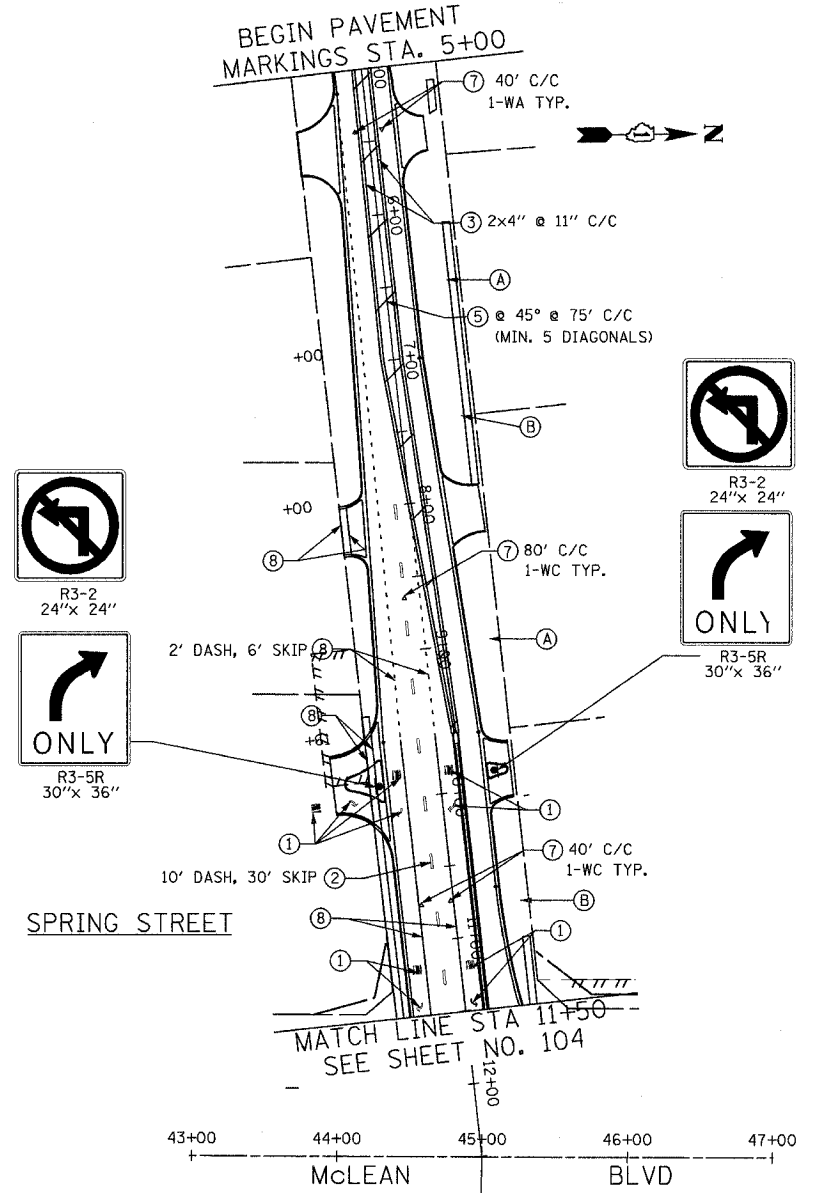 BEGIN PAVEMENT
MARKINGS STA. 5+00
7 40' C/C
1-WA TYP.
N
3 2x4" @ 11" C/C
6+00
A
5 @ 45° @ 75' C/C
(MIN. 5 DIAGONALS)
+00
7+00
B
R3-2
24"x 24"
+00
8+00
8
7 80' C/C
1-WC TYP.
R3-2
24"x 24"
ONLY
R3-5R
30"x 36"
A
2' DASH, 6' SKIP 8
ONLY
R3-5R
30"x 36"
8
1
1
10' DASH, 30' SKIP 2
7 40' C/C
1-WC TYP.
B
SPRING STREET
8
11+00
1
1
MATCH LINE STA 11+50
SEE SHEET NO. 104
12+00
43+00
44+00
45+00
46+00
47+00
McLEAN BLVD